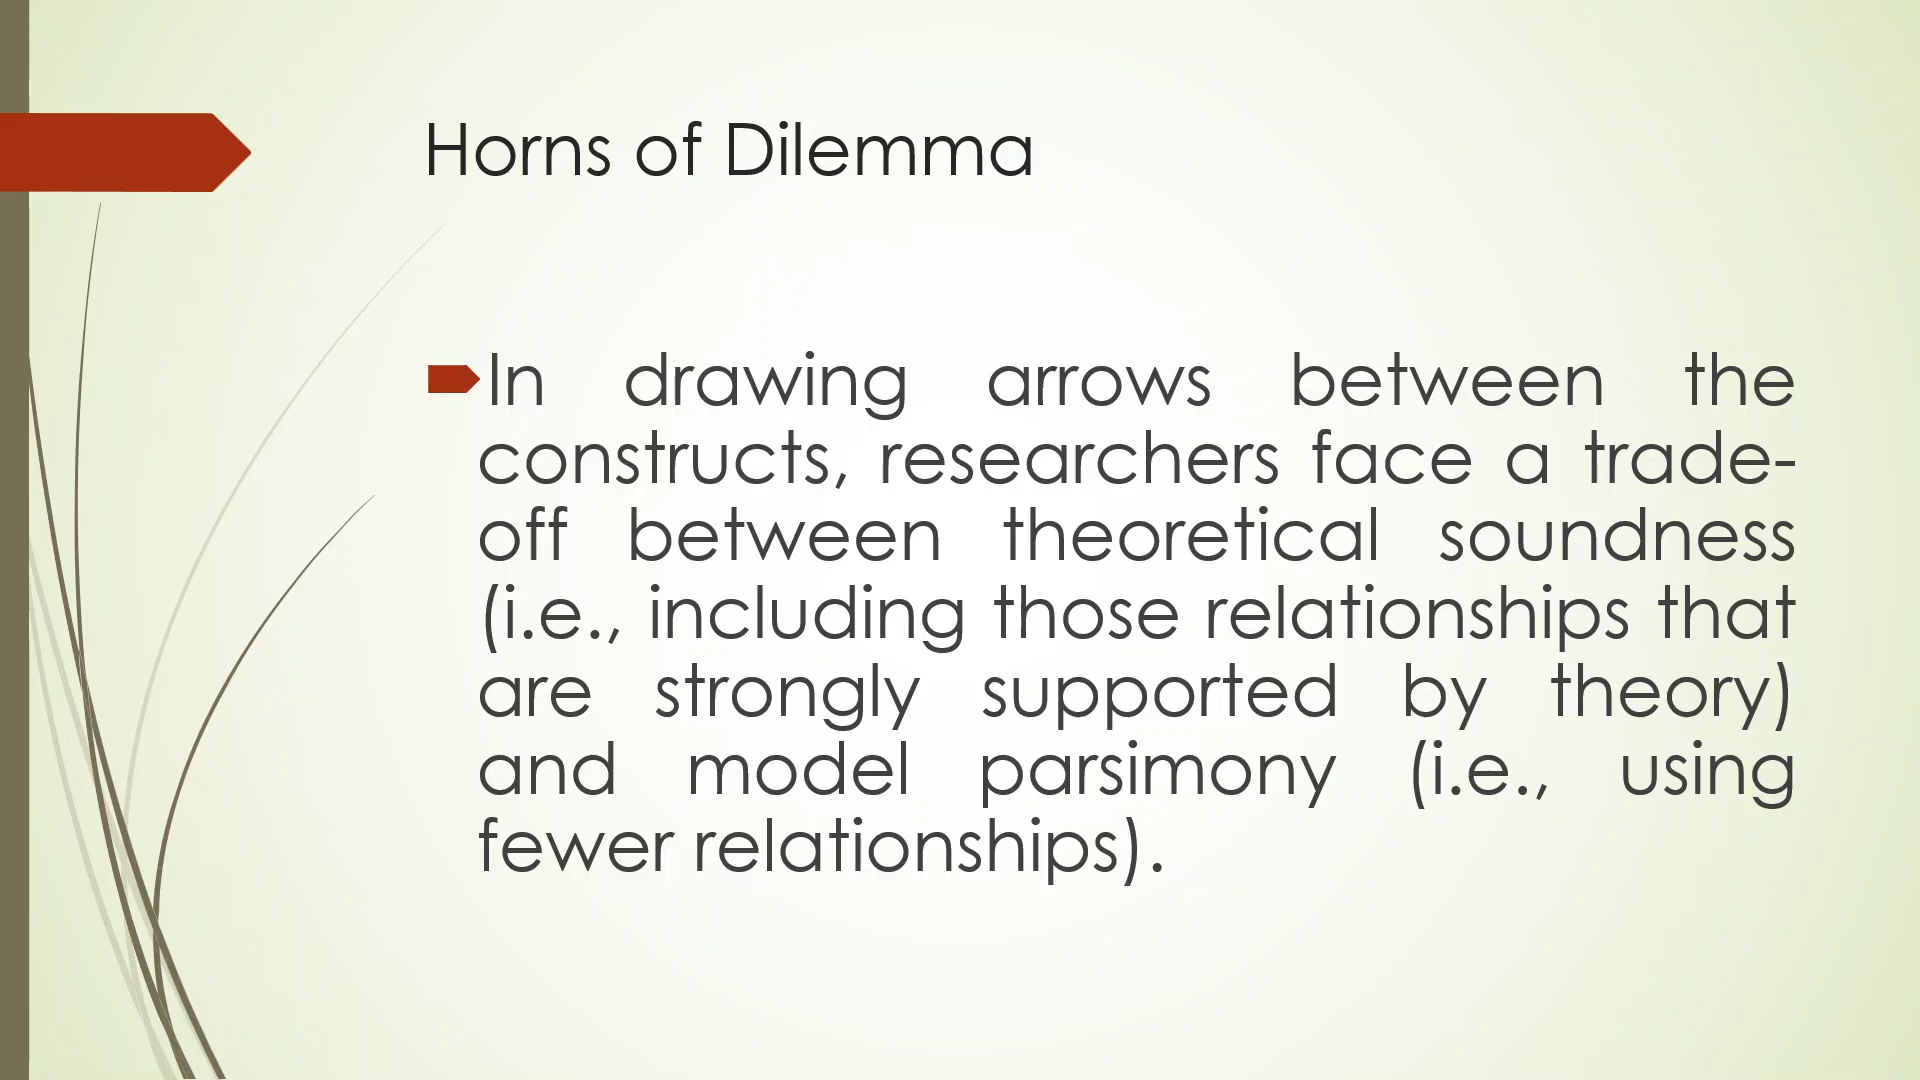 Horns of Dilemma
In drawing arrows between the
constructs, researchers face a trade-
off between theoretical soundness
(i.e., including those relationships that
are strongly supported by theory)
and model parsimony (i.e., using
fewer relationships).